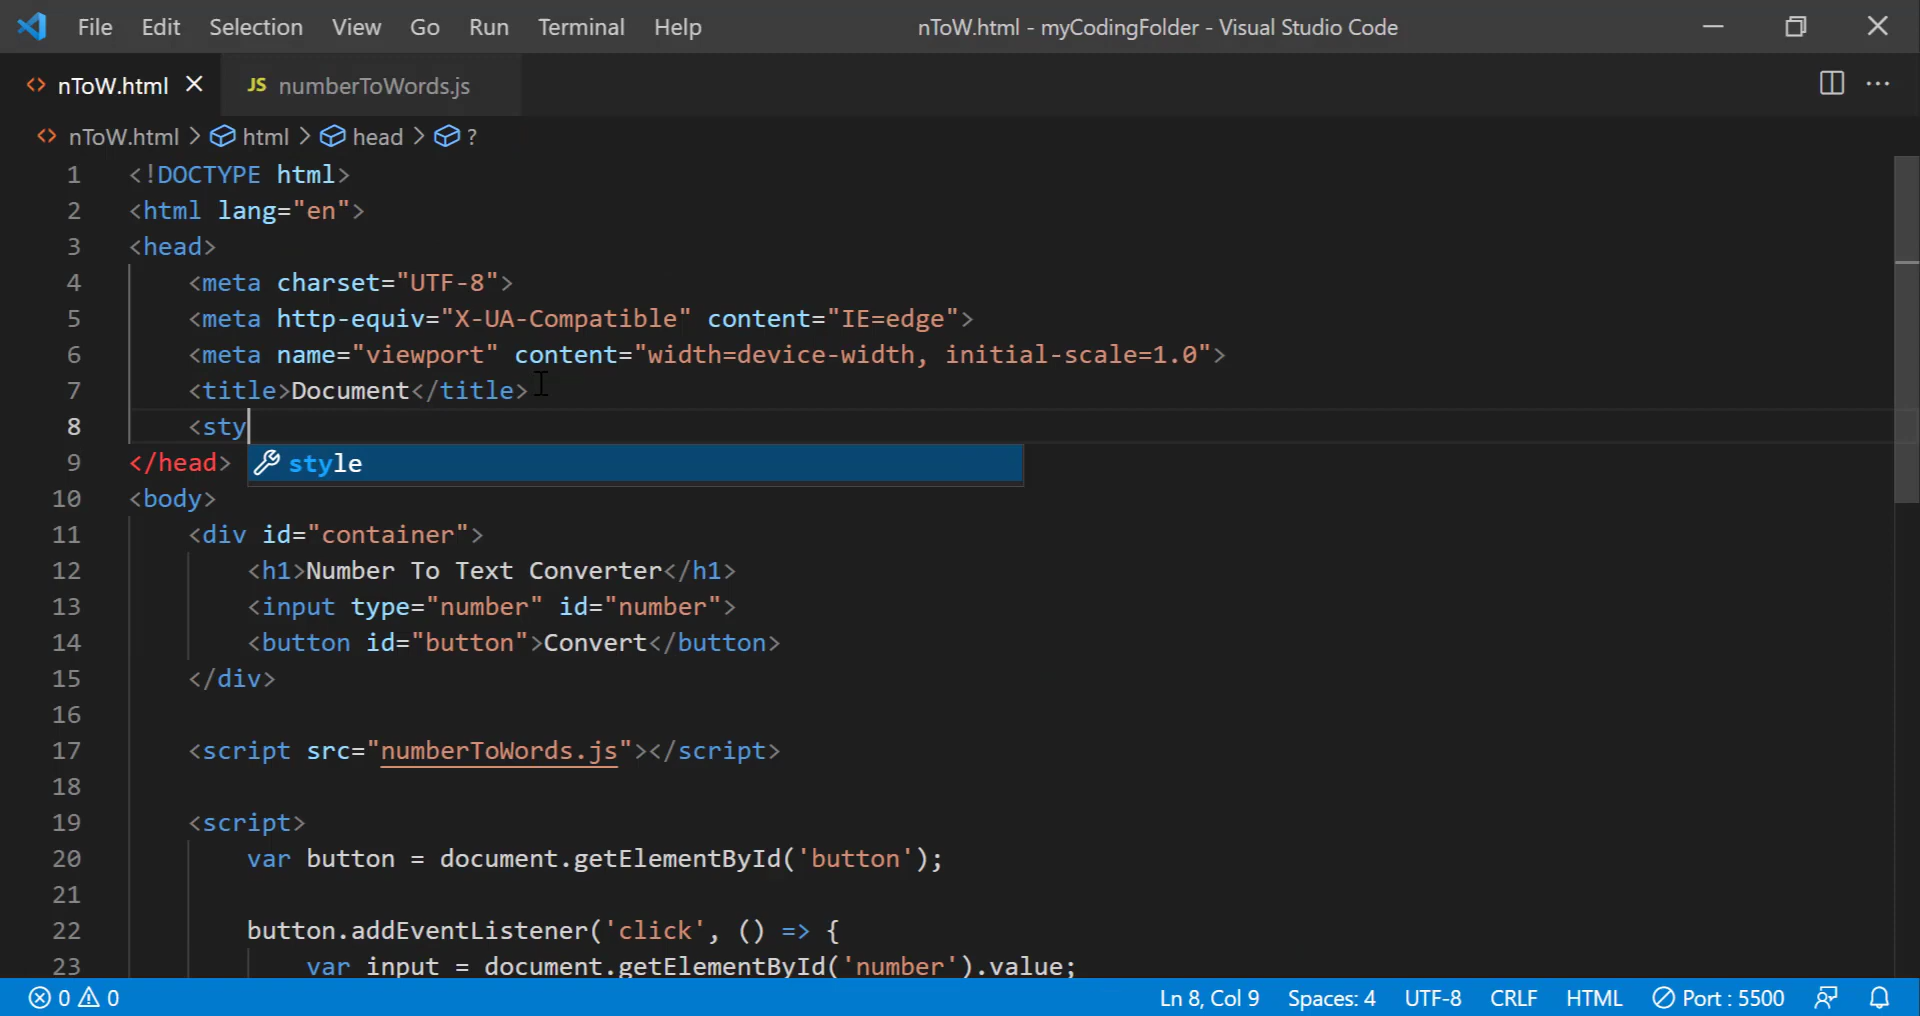 File Edit Selection View Go Run Terminal Help nToW.html - myCodingFolder - Visual Studio Code
nToW.html JS numberToWords.js
nToW.html > html > head > ?
1 <!DOCTYPE html>
2 <html lang="en">
3 <head>
4 <meta charset="UTF-8">
5 <meta http-equiv="X-UA-Compatible" content="IE=edge">
6 <meta name="viewport" content="width=device-width, initial-scale=1.0">
7 <title>Document</title>
8 <sty
9 </head> style
10 <body>
11 <div id="container">
12 <h1>Number To Text Converter</h1>
13 <input type="number" id="number">
14 <button id="button">Convert</button>
15 </div>
16
17 <script src="numberToWords.js"></script>
18
19 <script>
20 var button = document.getElementById('button');
21
22 button.addEventListener('click', () => {
23 var input = document.getElementById('number').value;
0 0 Ln 8, Col 9 Spaces: 4 UTF-8 CRLF HTML Port : 5500